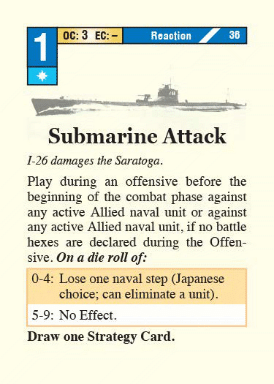 1
OC: 3 EC: –
Reaction
36
Submarine Attack
I-26 damages the Saratoga.
Play during an offensive before the
beginning of the combat phase against
any active Allied naval unit or against
any active Allied naval unit, if no battle
hexes are declared during the Offen-
sive. On a die roll of:
0-4: Lose one naval step (Japanese
choice; can eliminate a unit).
5-9: No Effect.
Draw one Strategy Card.